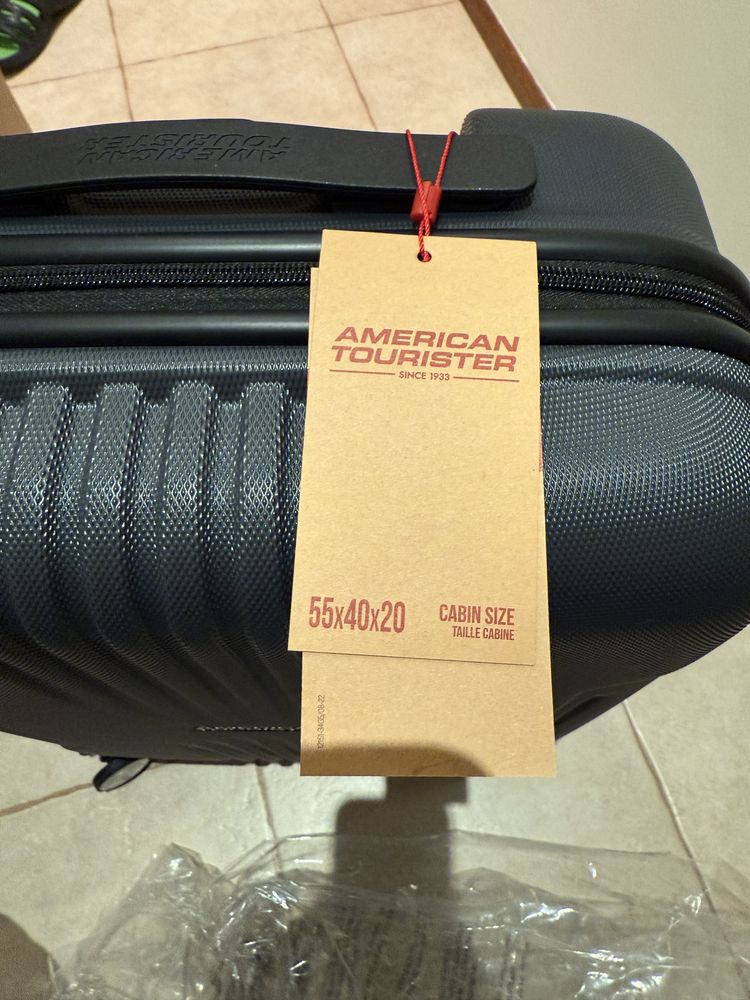 AMERICAN
TOURISTER
AMERICAN
TOURISTER
SINCE 1933
55x40x20
CABIN SIZE
TAILLE CABINE